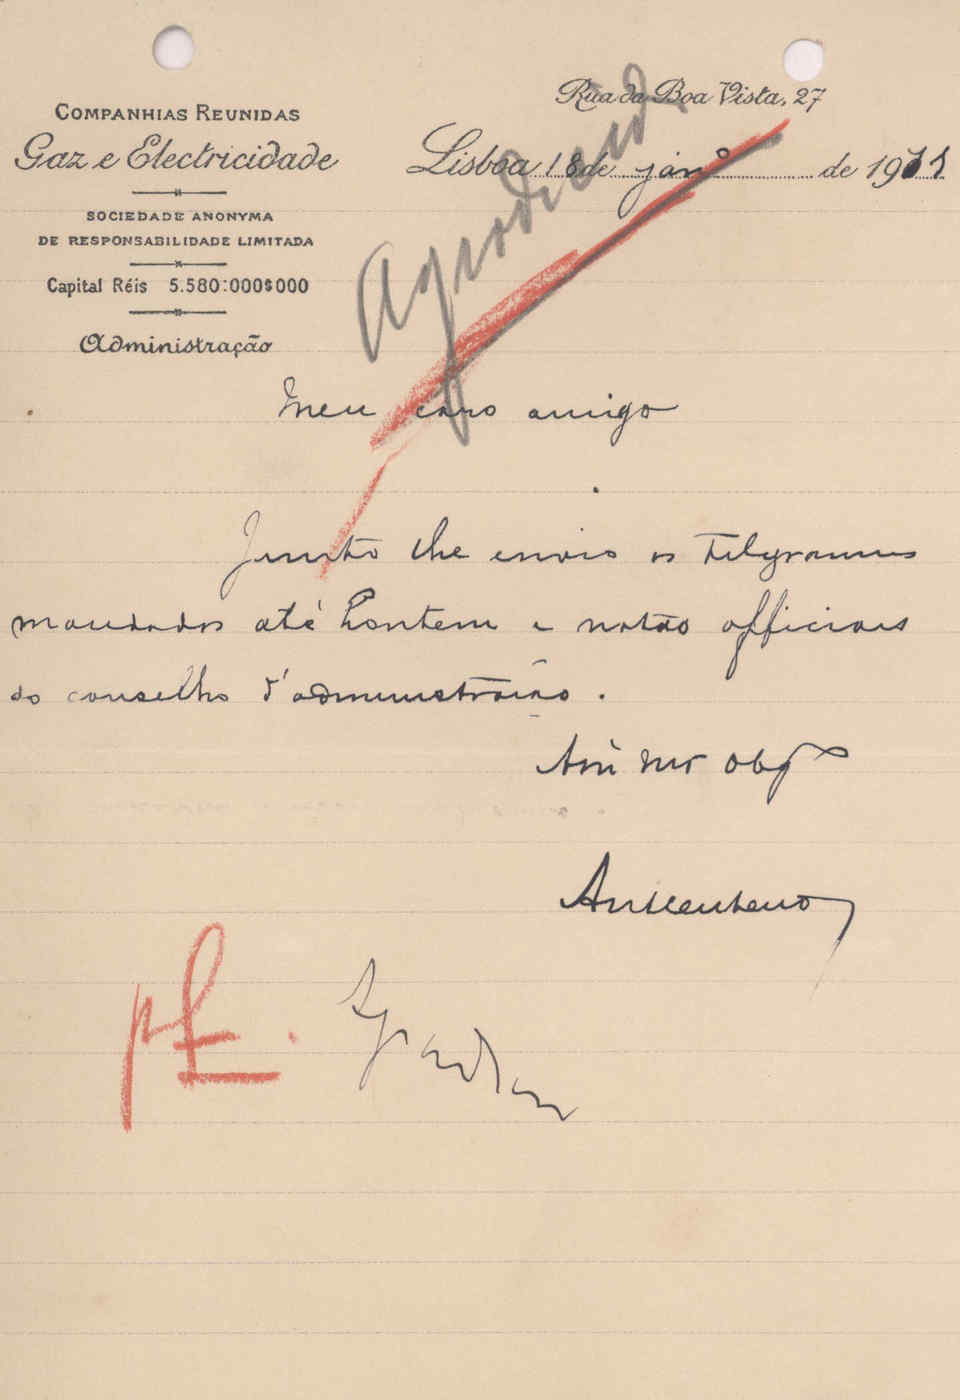 Rua da Boa Vista, 27
COMPANHIAS REUNIDAS
Gaz e Electricidade
Lisboa 18 de janº de 1911
SOCIEDADE ANONYMA
DE RESPONSABILIDADE LIMITADA
Capital Réis 5.580:000$000
Administração
Meu caro amigo
Junto lhe envio os telegrammas
mandados até hontem e notas officiaes
do conselho d'administração.